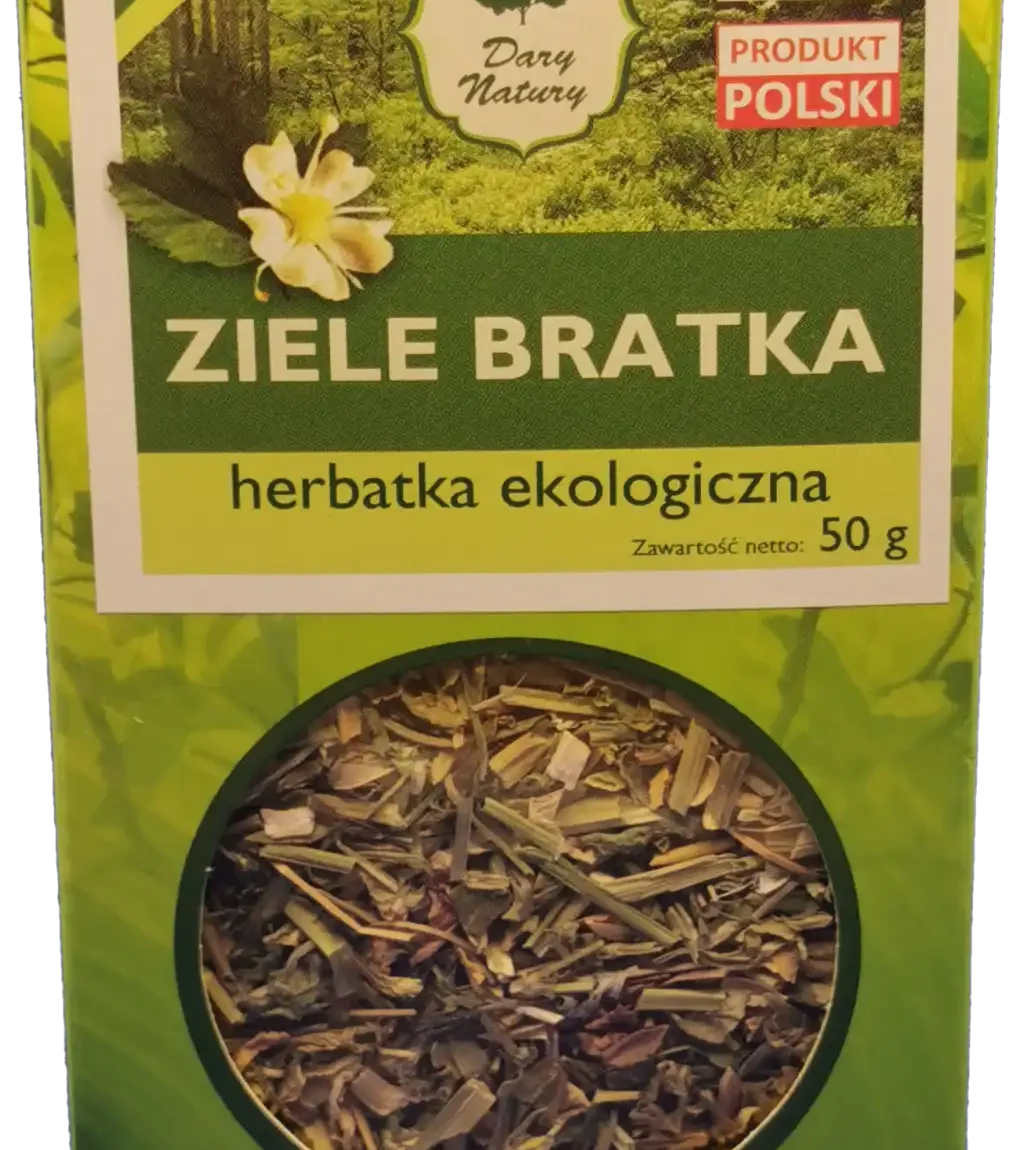 Dary
Natury
PRODUKT
POLSKI
ZIELE BRATKA
herbatka ekologiczna
Zawartość netto: 50 g